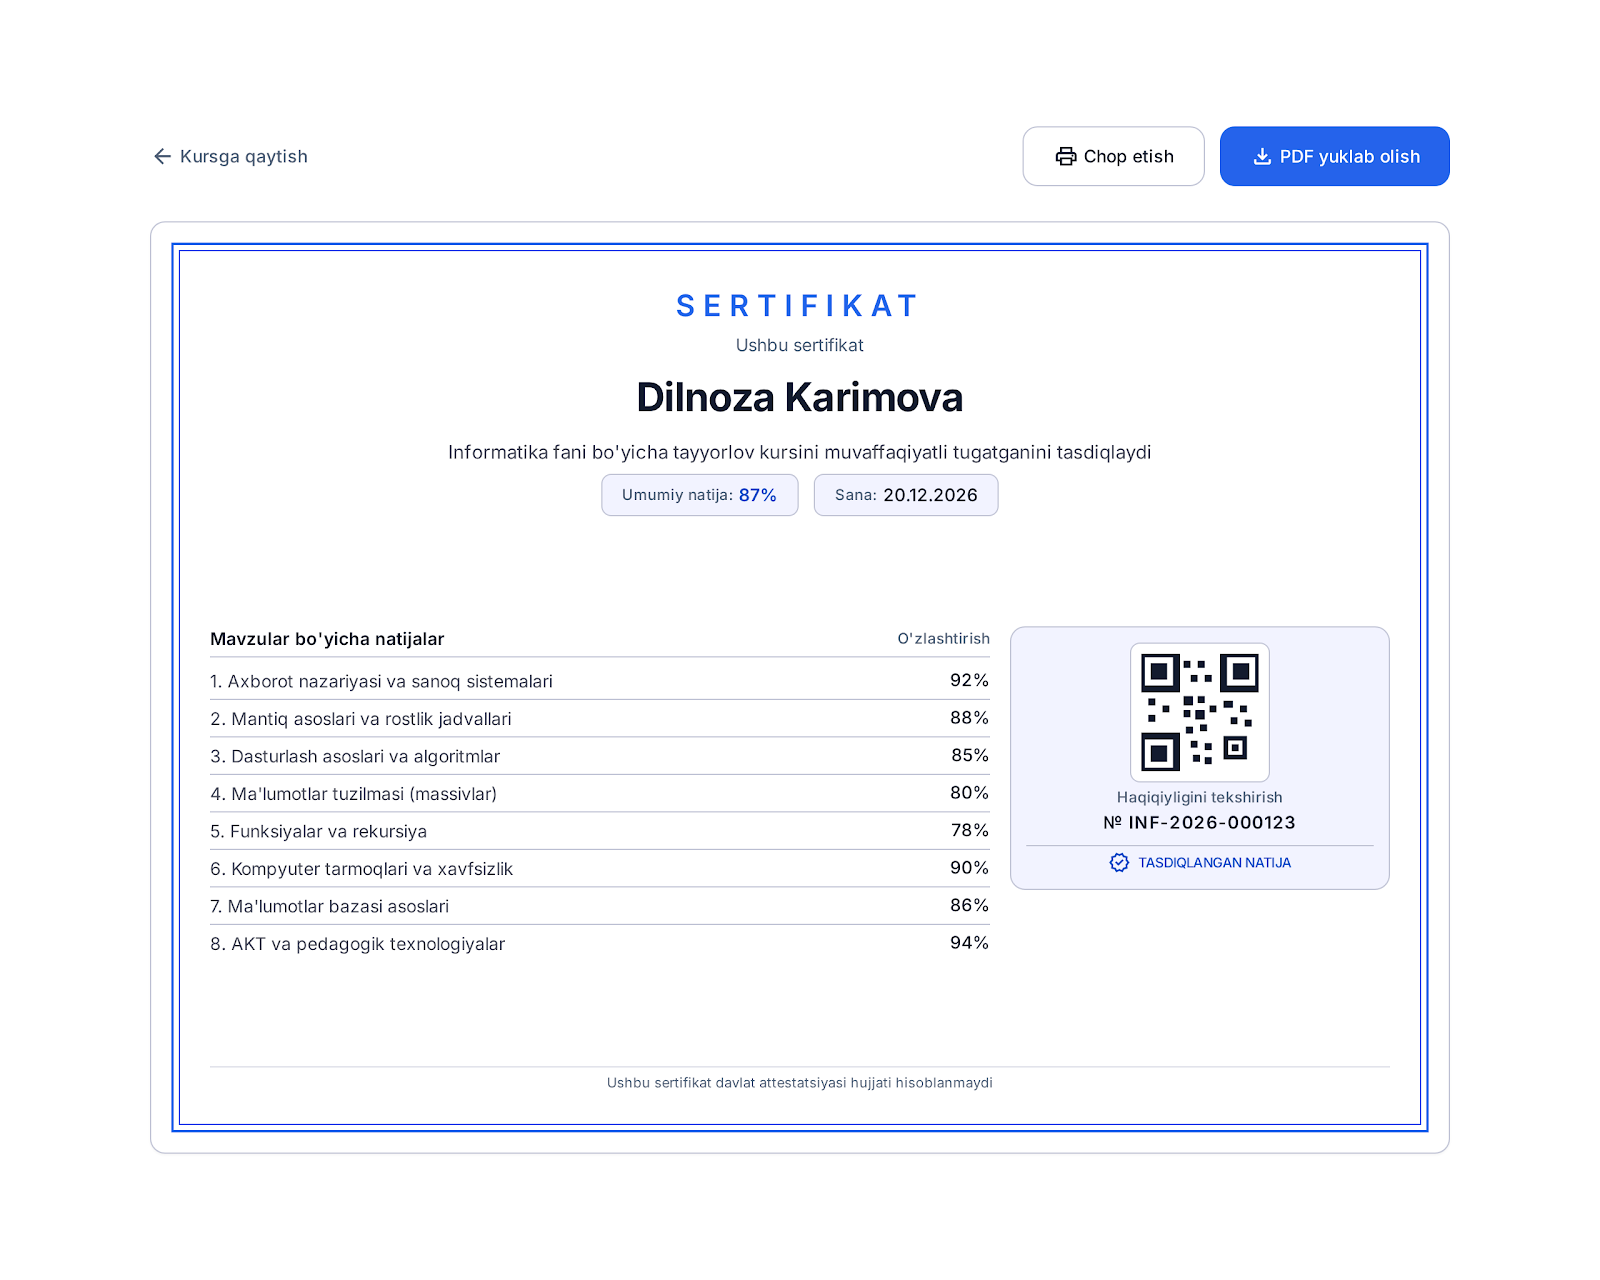 Kursga qaytish
Chop etish
PDF yuklab olish
SERTIFIKAT
Ushbu sertifikat
Dilnoza Karimova
Informatika fani bo'yicha tayyorlov kursini muvaffaqiyatli tugatganini tasdiqlaydi
Umumiy natija: 87%
Sana: 20.12.2026
Mavzular bo'yicha natijalar O'zlashtirish
1. Axborot nazariyasi va sanoq sistemalari 92%
2. Mantiq asoslari va rostlik jadvallari 88%
3. Dasturlash asoslari va algoritmlar 85%
4. Ma'lumotlar tuzilmasi (massivlar) 80%
5. Funksiyalar va rekursiya 78%
6. Kompyuter tarmoqlari va xavfsizlik 90%
7. Ma'lumotlar bazasi asoslari 86%
8. AKT va pedagogik texnologiyalar 94%
Haqiqiyligini tekshirish
№ INF-2026-000123
TASDIQLANGAN NATIJA
Ushbu sertifikat davlat attestatsiyasi hujjati hisoblanmaydi